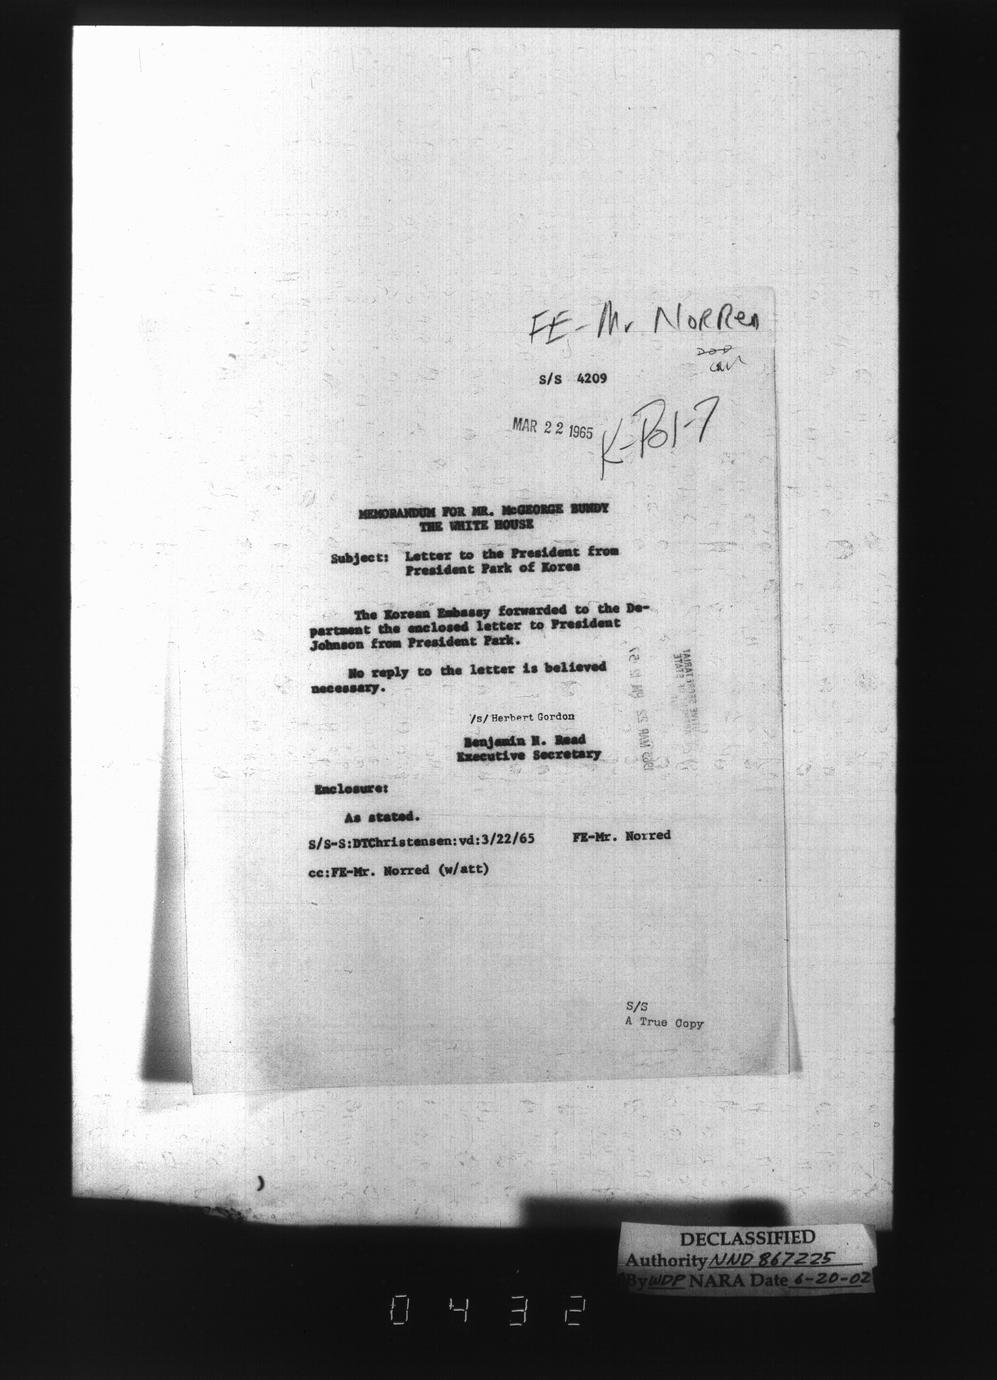 FE-Mr NORRED
S/S 4209
MAR 22 1965
K-Pol-7
MEMORANDUM FOR MR. McGEORGE BUNDY
THE WHITE HOUSE
Subject: Letter to the President from
President Park of Korea
The Korean Embassy forwarded to the De-
partment the enclosed letter to President
Johnson from President Park.
No reply to the letter is believed
necessary.
/s/ Herbert Gordon
Benjamin H. Read
Executive Secretary
Enclosure:
As stated.
S/S-S:DTChristensen:vd:3/22/65 FE-Mr. Norred
cc:FE-Mr. Norred (w/att)
S/S
A True Copy
DECLASSIFIED
Authority NND 867225
By WDP NARA Date 6-20-02
0432